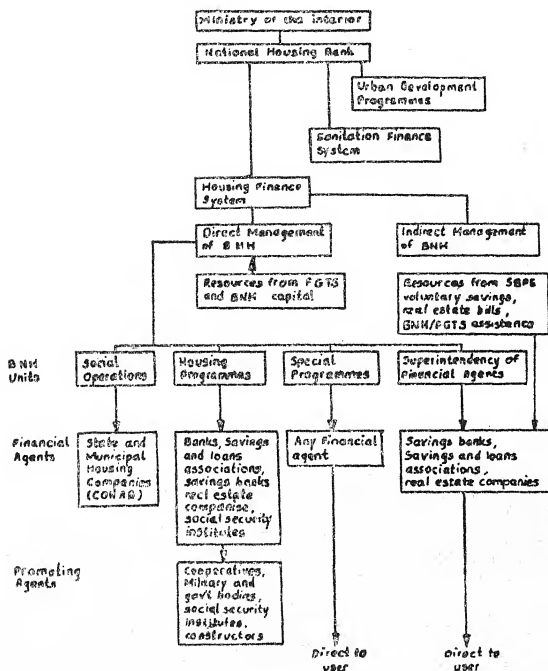 Ministry of the interior
National Housing Bank
Urban Development
Programmes
Sanitation Finance
System
Housing Finance
System
Direct Management
of BNH
Indirect Management
of BNH
Resources from FGTS
and BNH capital
Resources from SBPE
voluntary savings,
real estate bills,
BNH/FGTS assistance
BNH
Units
Social
Operations
Housing
Programmes
Special
Programmes
Superintendency of
Financial Agents
Financial
Agents
State and
Municipal
Housing
Companies
(COHAB)
Banks, Savings
and loans
associations,
savings banks
real estate
companise,
social security
institutes
Any Financial
agent
Savings banks,
Savings and loans
associations,
real estate companies
Promoting
Agents
Cooperatives,
Military and
gov't bodies,
social security
institutes,
constructors
Direct to
user
Direct to
user